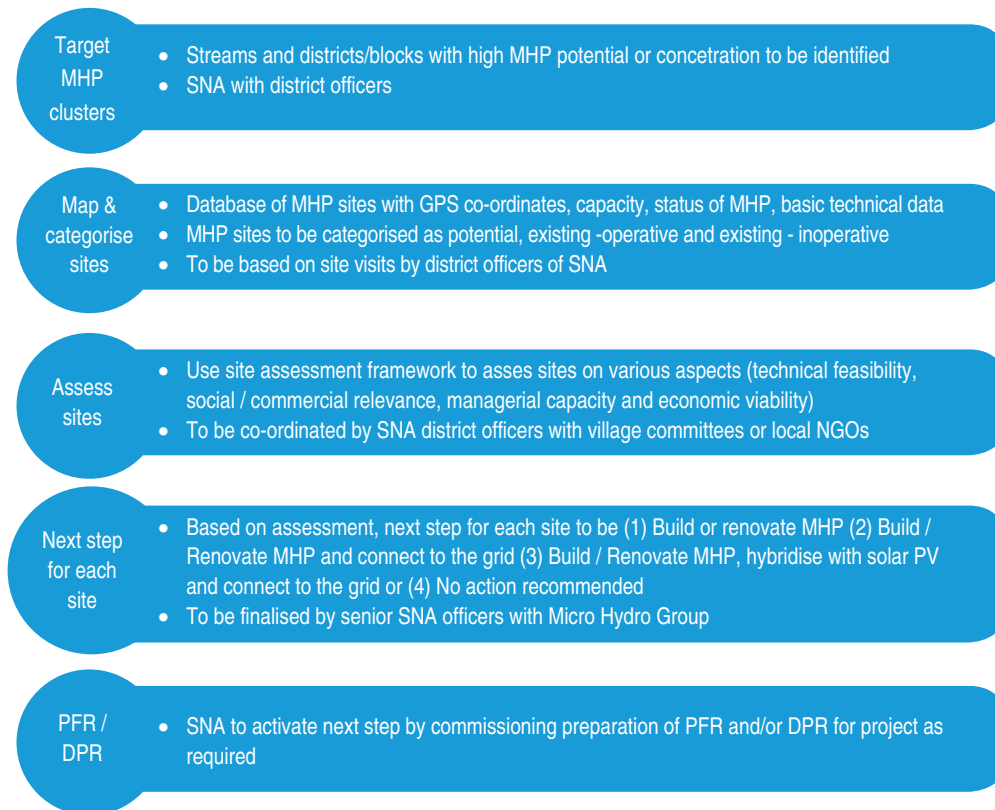 Target
MHP
clusters
• Streams and districts/blocks with high MHP potential or concetration to be identified
• SNA with district officers
Map &
categorise
sites
• Database of MHP sites with GPS co-ordinates, capacity, status of MHP, basic technical data
• MHP sites to be categorised as potential, existing -operative and existing - inoperative
• To be based on site visits by district officers of SNA
Assess
sites
• Use site assessment framework to asses sites on various aspects (technical feasibility,
social / commercial relevance, managerial capacity and economic viability)
• To be co-ordinated by SNA district officers with village committees or local NGOs
Next step
for each
site
• Based on assessment, next step for each site to be (1) Build or renovate MHP (2) Build /
Renovate MHP and connect to the grid (3) Build / Renovate MHP, hybridise with solar PV
and connect to the grid or (4) No action recommended
• To be finalised by senior SNA officers with Micro Hydro Group
PFR /
DPR
• SNA to activate next step by commissioning preparation of PFR and/or DPR for project as
required